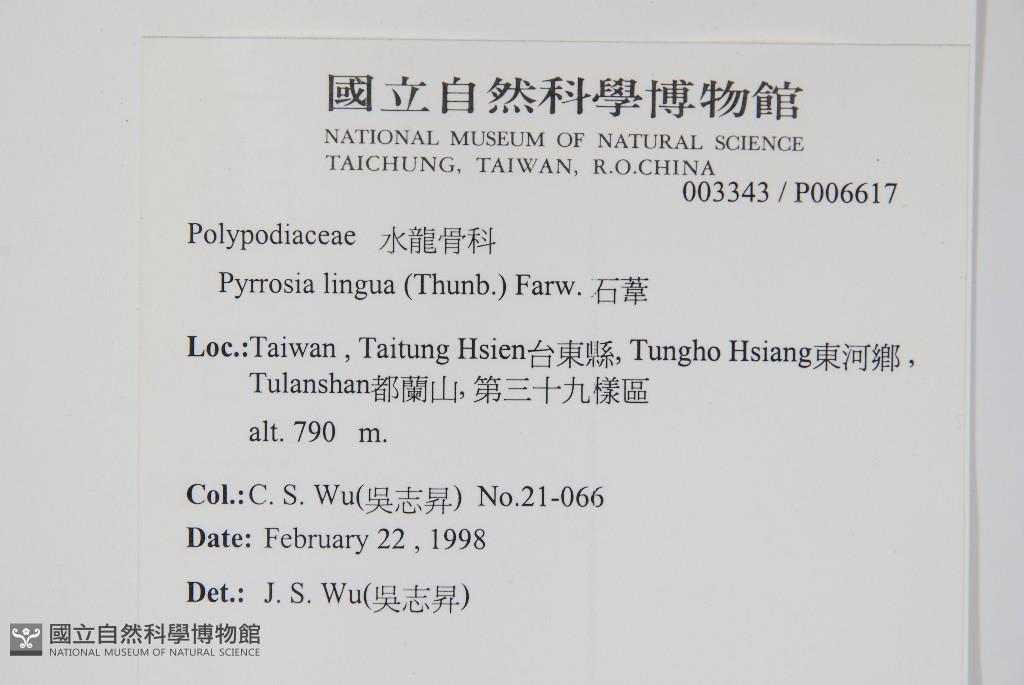 國立自然科學博物館
NATIONAL MUSEUM OF NATURAL SCIENCE
TAICHUNG, TAIWAN, R.O.CHINA
003343 / P006617
Polypodiaceae 水龍骨科
Pyrrosia lingua (Thunb.) Farw. 石葦
Loc.:Taiwan , Taitung Hsien台東縣, Tungho Hsiang東河鄉 ,
Tulanshan都蘭山, 第三十九樣區
alt. 790 m.
Col.:C. S. Wu(吳志昇) No.21-066
Date: February 22 , 1998
Det.: J. S. Wu(吳志昇)
國立自然科學博物館
NATIONAL MUSEUM OF NATURAL SCIENCE